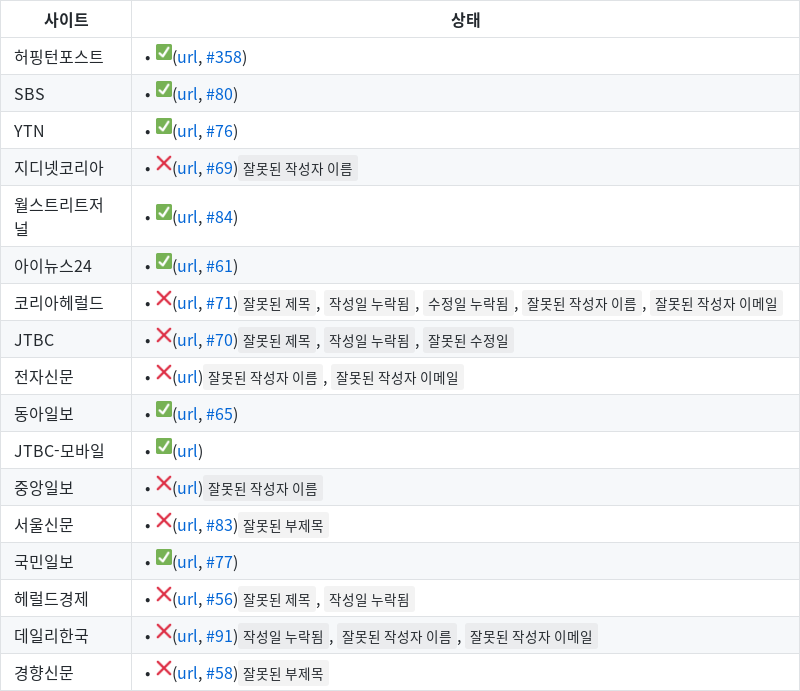 사이트 상태
허핑턴포스트 • ✅(url, #358)
SBS • ✅(url, #80)
YTN • ✅(url, #76)
지디넷코리아 • ❌(url, #69) 잘못된 작성자 이름
월스트리트저
널 • ✅(url, #84)
아이뉴스24 • ✅(url, #61)
코리아헤럴드 • ❌(url, #71) 잘못된 제목 , 작성일 누락됨 , 수정일 누락됨 , 잘못된 작성자 이름 , 잘못된 작성자 이메일
JTBC • ❌(url, #70) 잘못된 제목 , 작성일 누락됨 , 잘못된 수정일
전자신문 • ❌(url) 잘못된 작성자 이름 , 잘못된 작성자 이메일
동아일보 • ✅(url, #65)
JTBC-모바일 • ✅(url)
중앙일보 • ❌(url) 잘못된 작성자 이름
서울신문 • ❌(url, #83) 잘못된 부제목
국민일보 • ✅(url, #77)
헤럴드경제 • ❌(url, #56) 잘못된 제목 , 작성일 누락됨
데일리한국 • ❌(url, #91) 작성일 누락됨 , 잘못된 작성자 이름 , 잘못된 작성자 이메일
경향신문 • ❌(url, #58) 잘못된 부제목